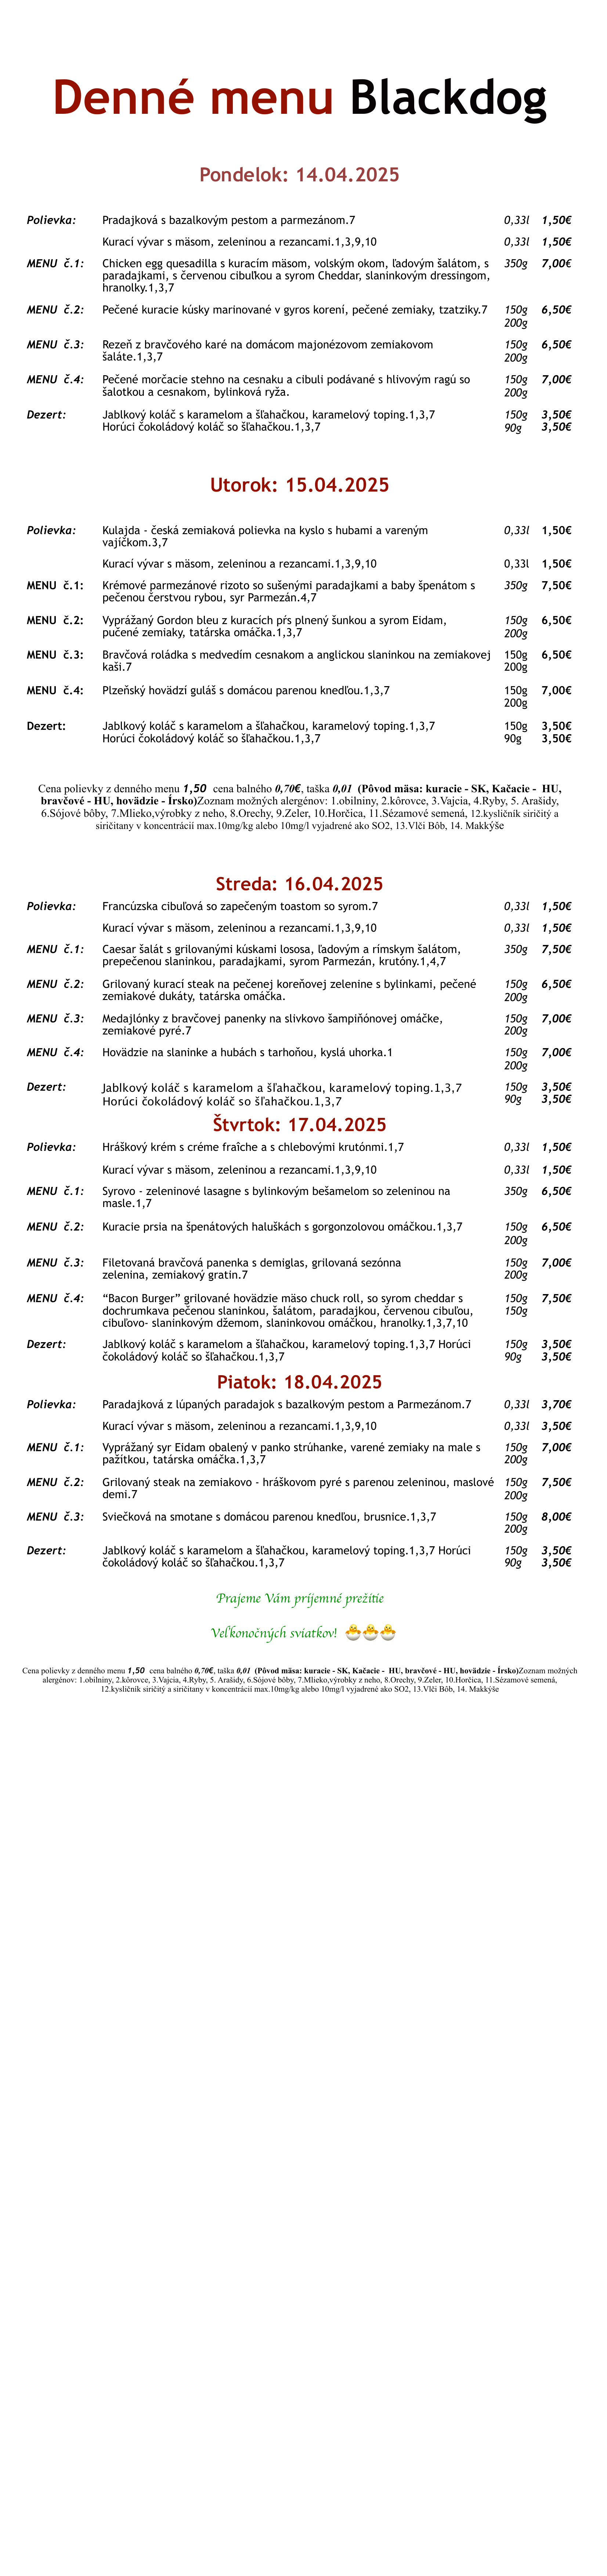 Denné menu Blackdog
Pondelok: 14.04.2025
Polievka: Pradajková s bazalkovým pestom a parmezánom.7 0,33l 1,50€
Kurací vývar s mäsom, zeleninou a rezancami.1,3,9,10 0,33l 1,50€
MENU č.1: Chicken egg quesadilla s kuracím mäsom, volským okom, ľadovým šalátom, s 350g 7,00€
paradajkami, s červenou cibuľkou a syrom Cheddar, slaninkovým dressingom,
hranolky.1,3,7
MENU č.2: Pečené kuracie kúsky marinované v gyros korení, pečené zemiaky, tzatziky.7 150g 6,50€
200g
MENU č.3: Rezeň z bravčového karé na domácom majonézovom zemiakovom 150g 6,50€
šaláte.1,3,7 200g
MENU č.4: Pečené morčacie stehno na cesnaku a cibuli podávané s hlivovým ragú so 150g 7,00€
šalotkou a cesnakom, bylinková ryža. 200g
Dezert: Jablkový koláč s karamelom a šľahačkou, karamelový toping.1,3,7 150g 3,50€
Horúci čokoládový koláč so šľahačkou.1,3,7 90g 3,50€
Utorok: 15.04.2025
Polievka: Kulajda - česká zemiaková polievka na kyslo s hubami a vareným 0,33l 1,50€
vajíčkom.3,7
Kurací vývar s mäsom, zeleninou a rezancami.1,3,9,10 0,33l 1,50€
MENU č.1: Krémové parmezánové rizoto so sušenými paradajkami a baby špenátom s 350g 7,50€
pečenou čerstvou rybou, syr Parmezán.4,7
MENU č.2: Vyprážaný Gordon bleu z kuracích pŕs plnený šunkou a syrom Eidam, 150g 6,50€
pučené zemiaky, tatárska omáčka.1,3,7 200g
MENU č.3: Bravčová roládka s medvedím cesnakom a anglickou slaninkou na zemiakovej 150g 6,50€
kaši.7 200g
MENU č.4: Plzeňský hovädzí guláš s domácou parenou knedľou.1,3,7 150g 7,00€
200g
Dezert: Jablkový koláč s karamelom a šľahačkou, karamelový toping.1,3,7 150g 3,50€
Horúci čokoládový koláč so šľahačkou.1,3,7 90g 3,50€
Cena polievky z denného menu 1,50 cena balného 0,70€, taška 0,01 (Pôvod mäsa: kuracie - SK, Kačacie - HU,
bravčové - HU, hovädzie - Írsko)Zoznam možných alergénov: 1.obilniny, 2.kôrovce, 3.Vajcia, 4.Ryby, 5. Arašidy,
6.Sójové bôby, 7.Mlieko,výrobky z neho, 8.Orechy, 9.Zeler, 10.Horčica, 11.Sézamové semená, 12.kysličník siričitý a
siričitany v koncentrácií max.10mg/kg alebo 10mg/l vyjadrené ako SO2, 13.Vlči Bôb, 14. Makkýše
Streda: 16.04.2025
Polievka: Francúzska cibuľová so zapečeným toastom so syrom.7 0,33l 1,50€
Kurací vývar s mäsom, zeleninou a rezancami.1,3,9,10 0,33l 1,50€
MENU č.1: Caesar šalát s grilovanými kúskami lososa, ľadovým a rímskym šalátom, 350g 7,50€
prepečenou slaninkou, paradajkami, syrom Parmezán, krutóny.1,4,7
MENU č.2: Grilovaný kurací steak na pečenej koreňovej zelenine s bylinkami, pečené 150g 6,50€
zemiakové dukáty, tatárska omáčka. 200g
MENU č.3: Medajlónky z bravčovej panenky na slivkovo šampiňónovej omáčke, 150g 7,00€
zemiakové pyré.7 200g
MENU č.4: Hovädzie na slaninke a hubách s tarhoňou, kyslá uhorka.1 150g 7,00€
200g
Dezert: Jablkový koláč s karamelom a šľahačkou, karamelový toping.1,3,7 150g 3,50€
Horúci čokoládový koláč so šľahačkou.1,3,7 90g 3,50€
Štvrtok: 17.04.2025
Polievka: Hráškový krém s créme fraîche a s chlebovými krutónmi.1,7 0,33l 1,50€
Kurací vývar s mäsom, zeleninou a rezancami.1,3,9,10 0,33l 1,50€
MENU č.1: Syrovo - zeleninové lasagne s bylinkovým bešamelom so zeleninou na 350g 6,50€
masle.1,7
MENU č.2: Kuracie prsia na špenátových haluškách s gorgonzolovou omáčkou.1,3,7 150g 6,50€
200g
MENU č.3: Filetovaná bravčová panenka s demiglas, grilovaná sezónna 150g 7,00€
zelenina, zemiakový gratin.7 200g
MENU č.4: “Bacon Burger” grilované hovädzie mäso chuck roll, so syrom cheddar s 150g 7,50€
dochrumkava pečenou slaninkou, šalátom, paradajkou, červenou cibuľou, 150g
cibuľovo- slaninkovým džemom, slaninkovou omáčkou, hranolky.1,3,7,10
Dezert: Jablkový koláč s karamelom a šľahačkou, karamelový toping.1,3,7 Horúci 150g 3,50€
čokoládový koláč so šľahačkou.1,3,7 90g 3,50€
Piatok: 18.04.2025
Polievka: Paradajková z lúpaných paradajok s bazalkovým pestom a Parmezánom.7 0,33l 3,70€
Kurací vývar s mäsom, zeleninou a rezancami.1,3,9,10 0,33l 3,50€
MENU č.1: Vyprážaný syr Eidam obalený v panko strúhanke, varené zemiaky na male s 150g 7,00€
pažítkou, tatárska omáčka.1,3,7 200g
MENU č.2: Grilovaný steak na zemiakovo - hráškovom pyré s parenou zeleninou, maslové 150g 7,50€
demi.7 200g
MENU č.3: Sviečková na smotane s domácou parenou knedľou, brusnice.1,3,7 150g 8,00€
200g
Dezert: Jablkový koláč s karamelom a šľahačkou, karamelový toping.1,3,7 Horúci 150g 3,50€
čokoládový koláč so šľahačkou.1,3,7 90g 3,50€
Prajeme Vám príjemné prežitie
Veľkonočných sviatkov! 🐣🐣🐣
Cena polievky z denného menu 1,50 cena balného 0,70€, taška 0,01 (Pôvod mäsa: kuracie - SK, Kačacie - HU, bravčové - HU, hovädzie - Írsko)Zoznam možných
alergénov: 1.obilniny, 2.kôrovce, 3.Vajcia, 4.Ryby, 5. Arašidy, 6.Sójové bôby, 7.Mlieko,výrobky z neho, 8.Orechy, 9.Zeler, 10.Horčica, 11.Sézamové semená,
12.kysličník siričitý a siričitany v koncentrácií max.10mg/kg alebo 10mg/l vyjadrené ako SO2, 13.Vlči Bôb, 14. Makkýše